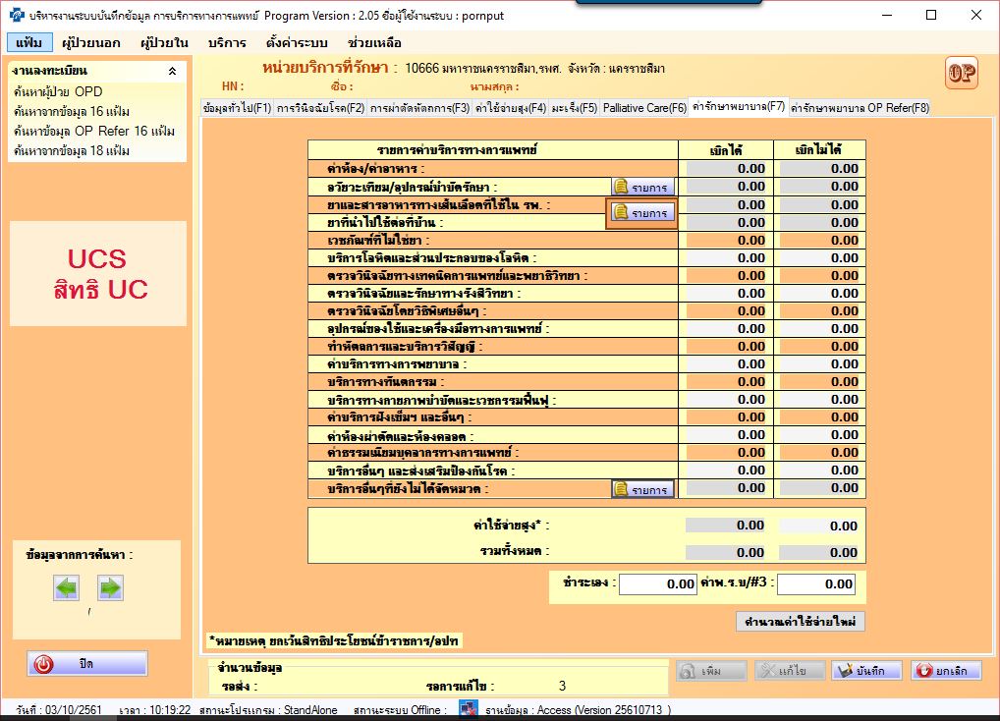 บริหารงานระบบบันทึกข้อมูล การบริการทางการแพทย์ Program Version : 2.05 ชื่อผู้ใช้งานระบบ : pornput
แฟ้ม ผู้ป่วยนอก ผู้ป่วยใน บริการ ตั้งค่าระบบ ช่วยเหลือ
งานลงทะเบียน
ค้นหาผู้ป่วย OPD
ค้นหาจากข้อมูล 16 แฟ้ม
ค้นหาข้อมูล OP Refer 16 แฟ้ม
ค้นหาจากข้อมูล 18 แฟ้ม
UCS
สิทธิ UC
ข้อมูลจากการค้นหา :
/
ปิด
หน่วยบริการที่รักษา : 10666 มหาราชนครราชสีมา,รพศ. จังหวัด : นครราชสีมา
OP
HN : ชื่อ : นามสกุล :
ข้อมูลทั่วไป(F1) การวินิจฉัยโรค(F2) การผ่าตัดหัตถการ(F3) ค่าใช้จ่ายสูง(F4) มะเร็ง(F5) Palliative Care(F6) ค่ารักษาพยาบาล(F7) ค่ารักษาพยาบาล OP Refer(F8)
รายการค่าบริการทางการแพทย์ เบิกได้ เบิกไม่ได้
ค่าห้อง/ค่าอาหาร : 0.00 0.00
อวัยวะเทียม/อุปกรณ์บำบัดรักษา : รายการ 0.00 0.00
ยาและสารอาหารทางเส้นเลือดที่ใช้ใน รพ. : รายการ 0.00 0.00
ยาที่นำไปใช้ต่อที่บ้าน : 0.00 0.00
เวชภัณฑ์ที่ไม่ใช่ยา : 0.00 0.00
บริการโลหิตและส่วนประกอบของโลหิต : 0.00 0.00
ตรวจวินิจฉัยทางเทคนิคการแพทย์และพยาธิวิทยา : 0.00 0.00
ตรวจวินิจฉัยและรักษาทางรังสีวิทยา : 0.00 0.00
ตรวจวินิจฉัยโดยวิธีพิเศษอื่นๆ : 0.00 0.00
อุปกรณ์ของใช้และเครื่องมือทางการแพทย์ : 0.00 0.00
ทำหัตถการและบริการวิสัญญี : 0.00 0.00
ค่าบริการทางการพยาบาล : 0.00 0.00
บริการทางทันตกรรม : 0.00 0.00
บริการทางกายภาพบำบัดและเวชกรรมฟื้นฟู : 0.00 0.00
ค่าบริการฝังเข็มฯ และอื่นๆ : 0.00 0.00
ค่าห้องผ่าตัดและห้องคลอด : 0.00 0.00
ค่าธรรมเนียมบุคลากรทางการแพทย์ : 0.00 0.00
บริการอื่นๆ และส่งเสริมป้องกันโรค : 0.00 0.00
บริการอื่นๆที่ยังไม่ได้จัดหมวด : รายการ 0.00 0.00
ค่าใช้จ่ายสูง* : 0.00 0.00
รวมทั้งหมด : 0.00 0.00
ชำระเอง : 0.00 ค่าพ.ร.บ/#3 : 0.00
คำนวณค่าใช้จ่ายใหม่
*หมายเหตุ ยกเว้นสิทธิประโยชน์ข้าราชการ/อปท
จำนวนข้อมูล
รอส่ง : รอการแก้ไข : 3
เพิ่ม แก้ไข บันทึก ยกเลิก
วันที่ : 03/10/2561 เวลา : 10:19:22 สถานะโปรแกรม : StandAlone สถานะระบบ Offline : ฐานข้อมูล : Access (Version 25610713 )